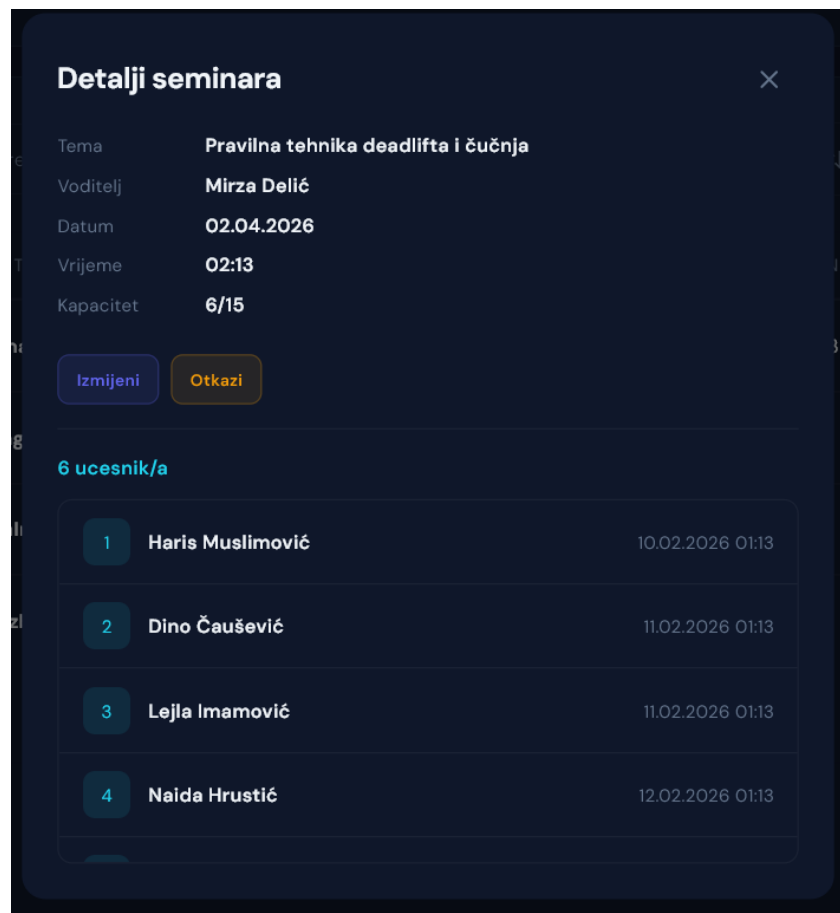 Detalji seminara
Tema Pravilna tehnika deadlifta i čučnja
Voditelj Mirza Delić
Datum 02.04.2026
Vrijeme 02:13
Kapacitet 6/15
Izmijeni Otkazi
6 ucesnik/a
1 Haris Muslimović 10.02.2026 01:13
2 Dino Čaušević 11.02.2026 01:13
3 Lejla Imamović 11.02.2026 01:13
4 Naida Hrustić 12.02.2026 01:13